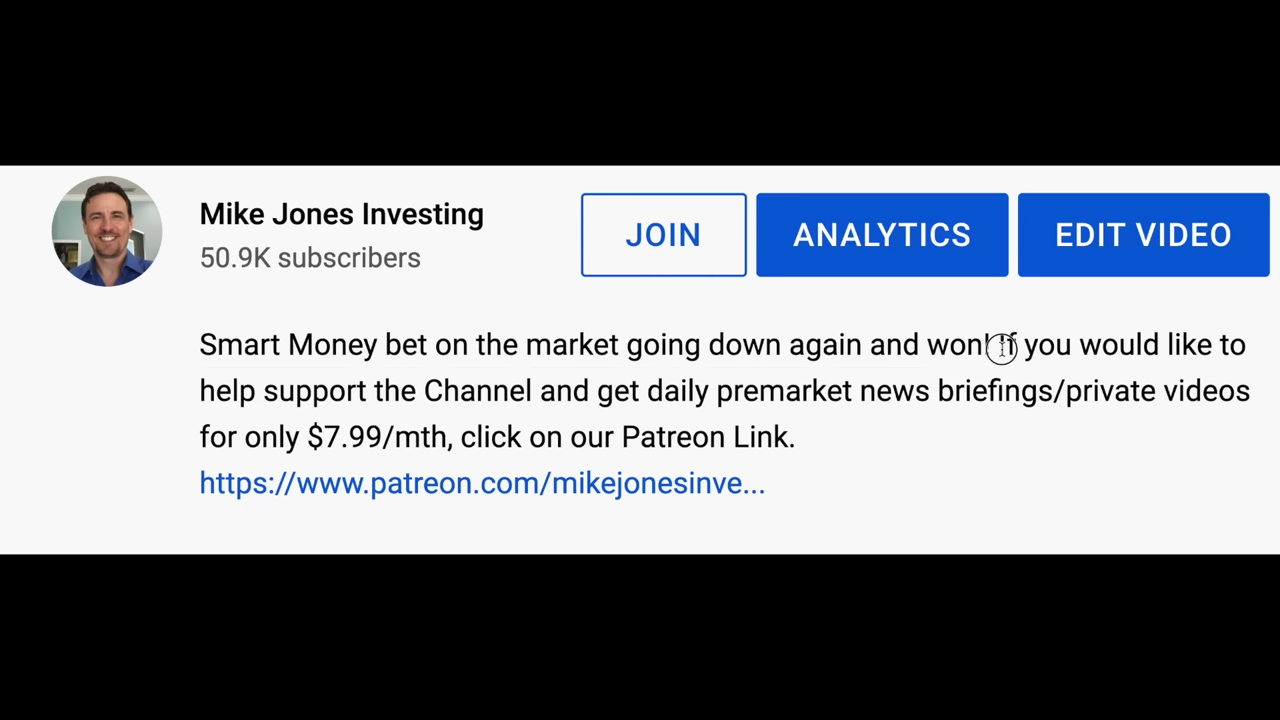 Mike Jones Investing
50.9K subscribers
JOIN
ANALYTICS
EDIT VIDEO
Smart Money bet on the market going down again and won! If you would like to
help support the Channel and get daily premarket news briefings/private videos
for only $7.99/mth, click on our Patreon Link.
https://www.patreon.com/mikejonesinve...